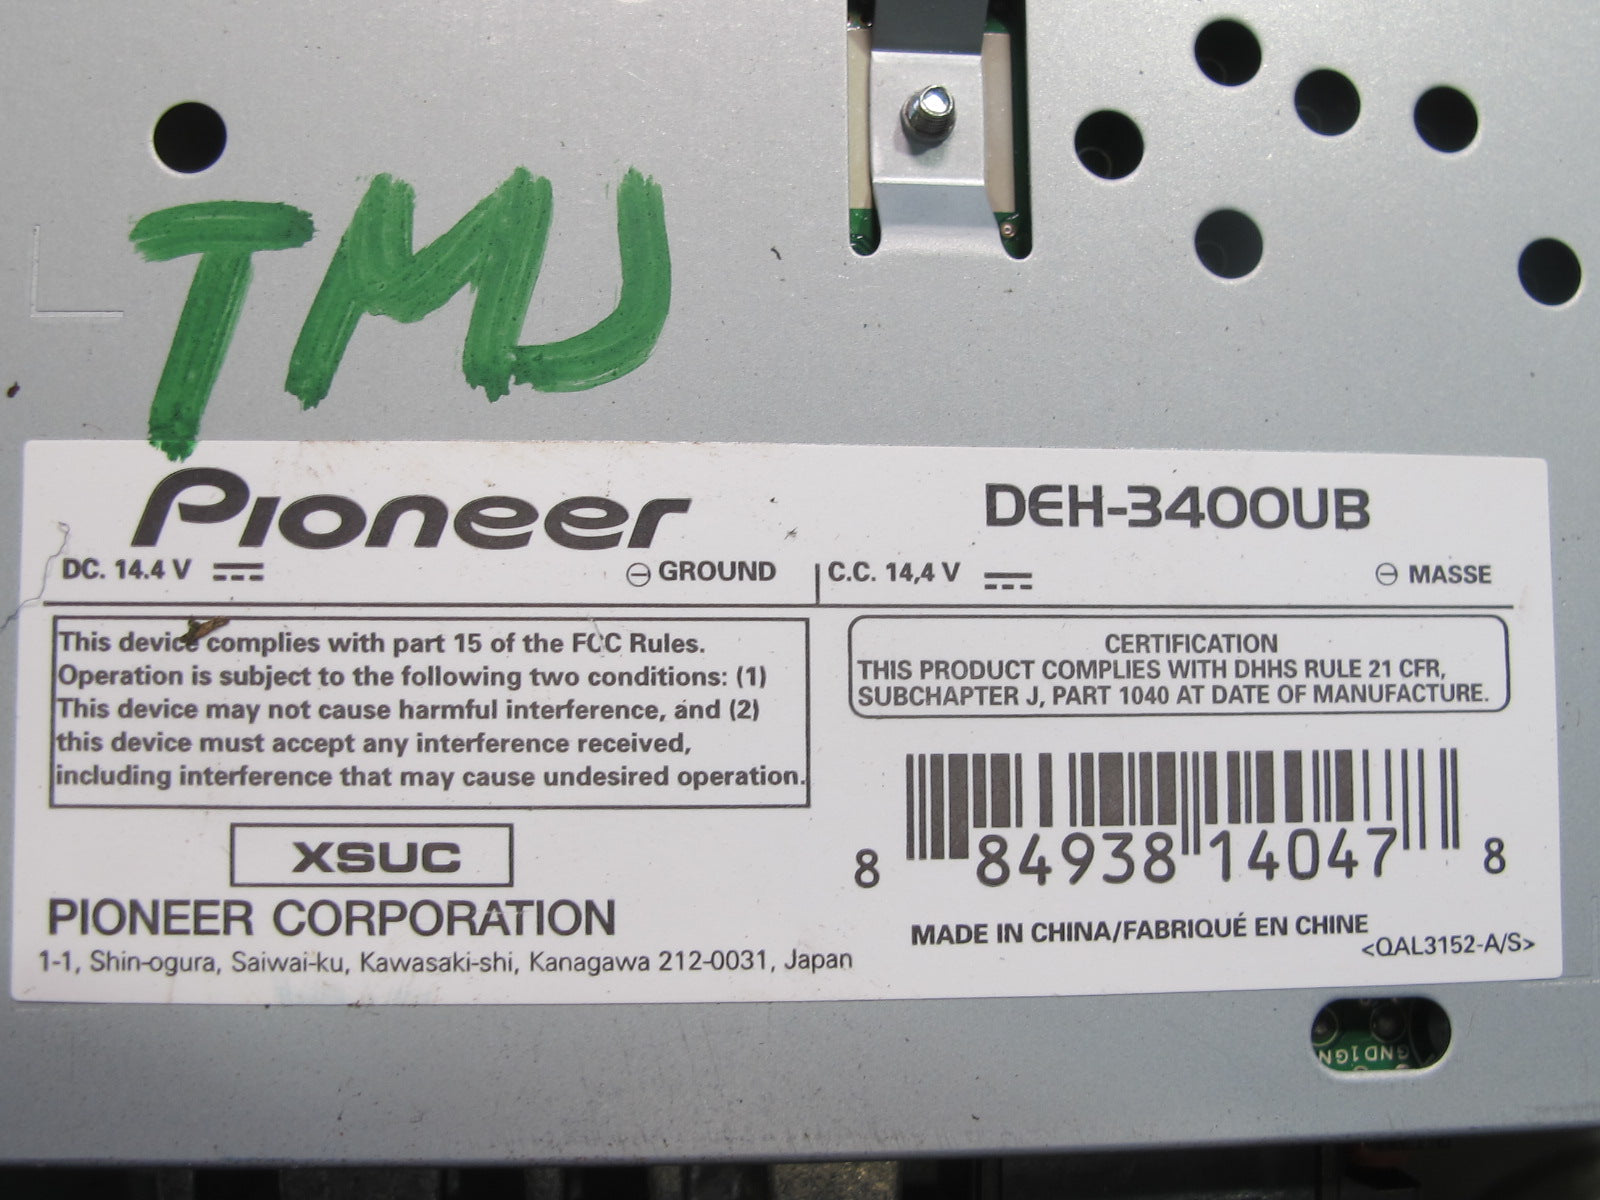 TMJ
Pioneer
DEH-3400UB
DC. 14.4 V
GROUND
C.C. 14,4 V
MASSE
This device complies with part 15 of the FCC Rules.
Operation is subject to the following two conditions: (1)
This device may not cause harmful interference, and (2)
this device must accept any interference received,
including interference that may cause undesired operation.
CERTIFICATION
THIS PRODUCT COMPLIES WITH DHHS RULE 21 CFR,
SUBCHAPTER J, PART 1040 AT DATE OF MANUFACTURE.
XSUC
8 84938 14047 8
PIONEER CORPORATION
1-1, Shin-ogura, Saiwai-ku, Kawasaki-shi, Kanagawa 212-0031, Japan
MADE IN CHINA/FABRIQUÉ EN CHINE
<QAL3152-A/S>
GND1GN